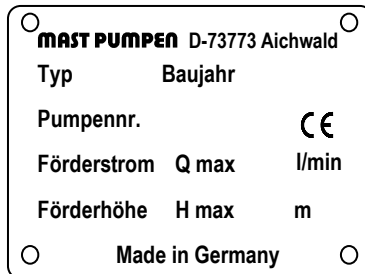 MAST PUMPEN D-73773 Aichwald
Typ Baujahr
Pumpennr. CE
Förderstrom Q max l/min
Förderhöhe H max m
Made in Germany